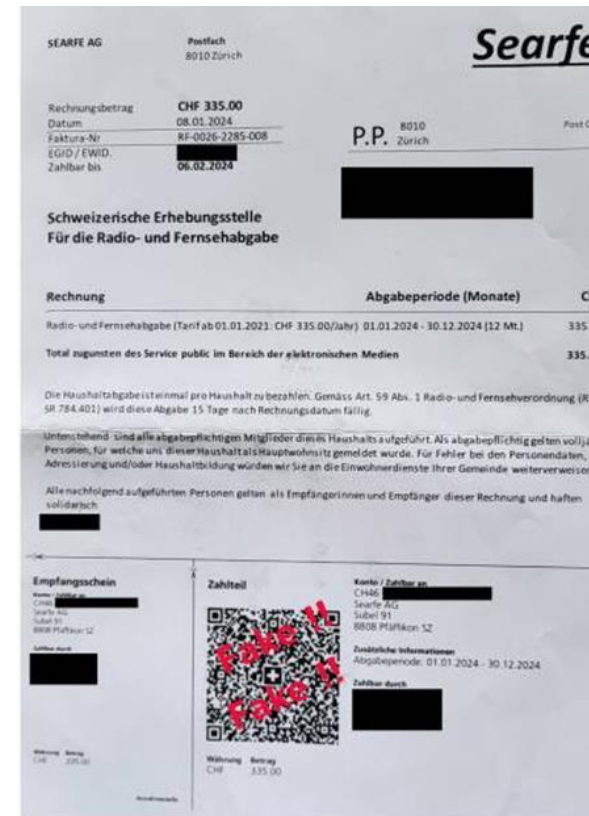 SEARFE AG
Postfach
8010 Zürich
Searfe
Rechnungsbetrag CHF 335.00
Datum 08.01.2024
Faktura-Nr RF-0026-2285-008
EGID / EWID.
Zahlbar bis 06.02.2024
P.P. 8010 Zürich
Post
Schweizerische Erhebungsstelle
Für die Radio- und Fernsehabgabe
Rechnung Abgabeperiode (Monate) C
Radio- und Fernsehabgabe (Tarif ab 01.01.2021: CHF 335.00/Jahr) 01.01.2024 - 30.12.2024 (12 Mt.) 335.
Total zugunsten des Service public im Bereich der elektronischen Medien 335.
Die Haushaltabgabe ist einmal pro Haushalt zu bezahlen. Gemäss Art. 59 Abs. 1 Radio- und Fernsehverordnung (R
SR 784.401) wird diese Abgabe 15 Tage nach Rechnungsdatum fällig.
Untenstehend sind alle abgabepflichtigen Mitglieder dieses Haushalts aufgeführt. Als abgabepflichtig gelten vollj
Personen, für welche uns dieser Haushalt als Hauptwohnsitz gemeldet wurde. Für Fehler bei den Personendaten,
Adressierung und/oder Haushaltbildung würden wir Sie an die Einwohnerdienste Ihrer Gemeinde weiterverweisen
Alle nachfolgend aufgeführten Personen gelten als Empfängerinnen und Empfänger dieser Rechnung und haften
solidarisch
Empfangsschein
Konto / Zahlbar an
CH46
Searfe AG
Subel 91
8808 Pfäffikon SZ
Zahlbar durch
Währung Betrag
CHF 335.00
Annahmestelle
Zahlteil
Fake !!
Fake !!
Währung Betrag
CHF 335.00
Konto / Zahlbar an
CH46
Searfe AG
Subel 91
8808 Pfäffikon SZ
Zusätzliche Informationen
Abgabeperiode: 01.01.2024 - 30.12.2024
Zahlbar durch